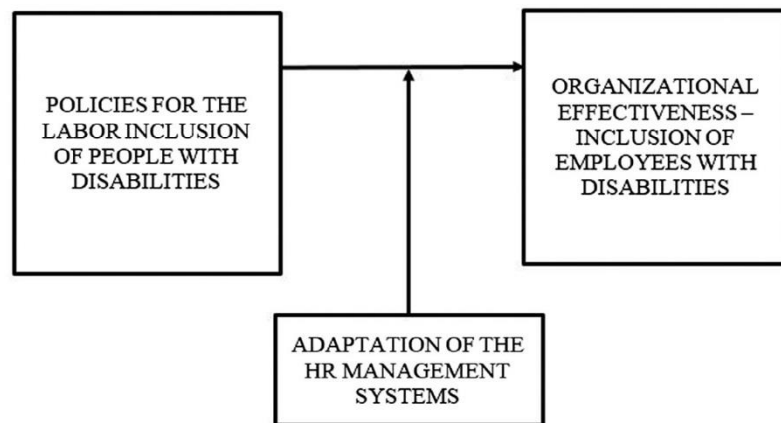 POLICIES FOR THE
LABOR INCLUSION
OF PEOPLE WITH
DISABILITIES
ORGANIZATIONAL
EFFECTIVENESS –
INCLUSION OF
EMPLOYEES WITH
DISABILITIES
ADAPTATION OF THE
HR MANAGEMENT
SYSTEMS